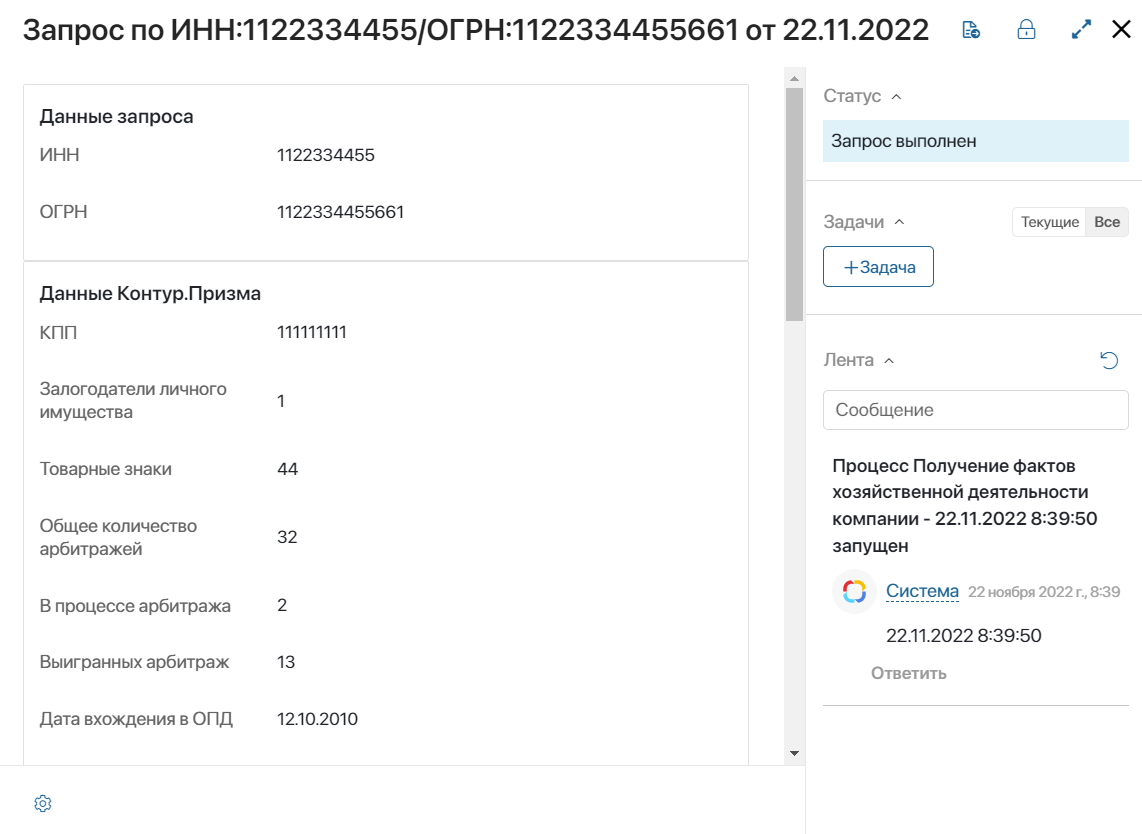 Запрос по ИНН:1122334455/ОГРН:1122334455661 от 22.11.2022
Данные запроса
ИНН 1122334455
ОГРН 1122334455661
Данные Контур.Призма
КПП 111111111
Залогодатели личного
имущества 1
Товарные знаки 44
Общее количество
арбитражей 32
В процессе арбитража 2
Выигранных арбитраж 13
Дата вхождения в ОПД 12.10.2010
Статус
Запрос выполнен
Задачи Текущие Все
+Задача
Лента
Сообщение
Процесс Получение фактов
хозяйственной деятельности
компании - 22.11.2022 8:39:50
запущен
Система 22 ноября 2022 г., 8:39
22.11.2022 8:39:50
Ответить